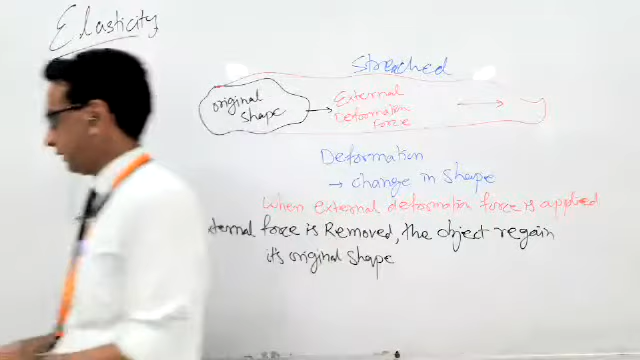 Elasticity
Streached
original
shape
External
Deformation
Force
Deformation
→ change in shape
When external deformation force is applied
ternal force is Removed, the object regain
its original shape